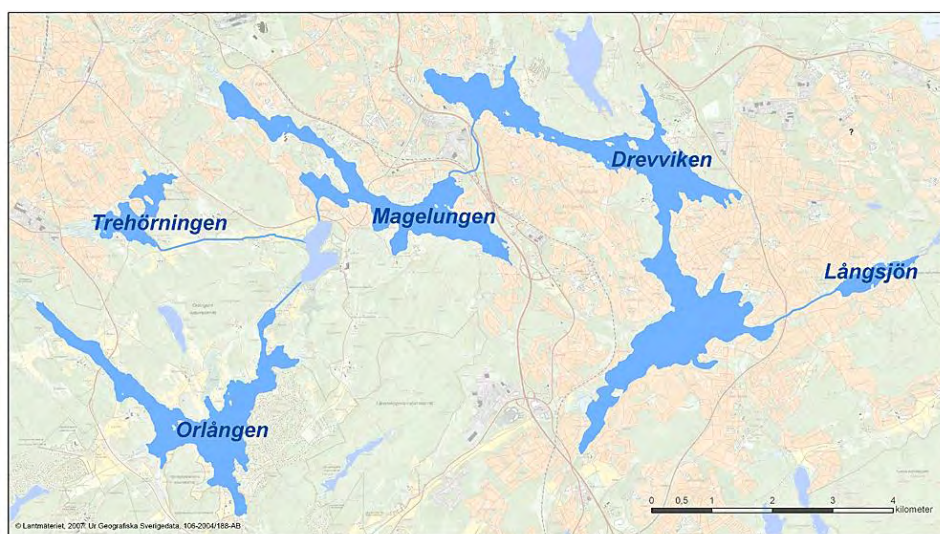 Drevviken
Trehörningen
Magelungen
Långsjön
Orlången
0 0,5 1 2 3 4
kilometer
© Lantmäteriet, 2007. Ur Geografiska Sverigedata, 106-2004/188-AB